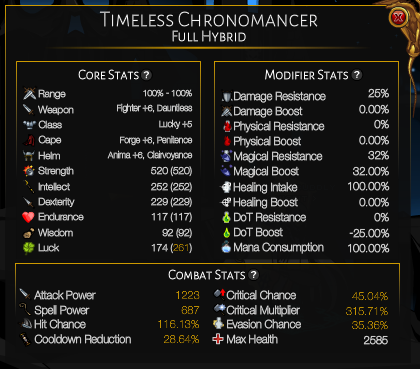 TIMELESS CHRONOMANCER
FULL HYBRID
CORE STATS ?
Range 100% - 100%
Weapon Fighter +6, Dauntless
Class Lucky +5
Cape Forge +6, Penitence
Helm Anima +6, Clairvoyance
Strength 520 (520)
Intellect 252 (252)
Dexterity 229 (229)
Endurance 117 (117)
Wisdom 92 (92)
Luck 174 (261)
MODIFIER STATS ?
Damage Resistance 25%
Damage Boost 0.00%
Physical Resistance 0%
Physical Boost 0.00%
Magical Resistance 32%
Magical Boost 32.00%
Healing Intake 100.00%
Healing Boost 0.00%
DoT Resistance 0%
DoT Boost -25.00%
Mana Consumption 100.00%
COMBAT STATS ?
Attack Power 1223
Spell Power 687
Hit Chance 116.13%
Cooldown Reduction 28.64%
Critical Chance 45.04%
Critical Multiplier 315.71%
Evasion Chance 35.36%
Max Health 2585